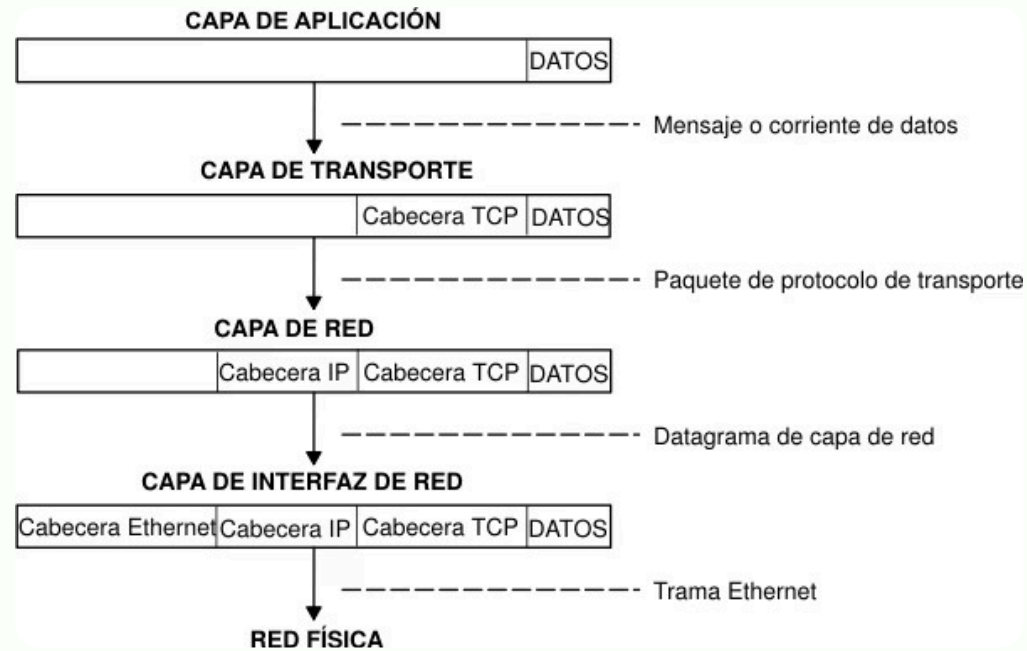 CAPA DE APLICACIÓN
DATOS
Mensaje o corriente de datos
CAPA DE TRANSPORTE
Cabecera TCP DATOS
Paquete de protocolo de transporte
CAPA DE RED
Cabecera IP Cabecera TCP DATOS
Datagrama de capa de red
CAPA DE INTERFAZ DE RED
Cabecera Ethernet Cabecera IP Cabecera TCP DATOS
Trama Ethernet
RED FÍSICA